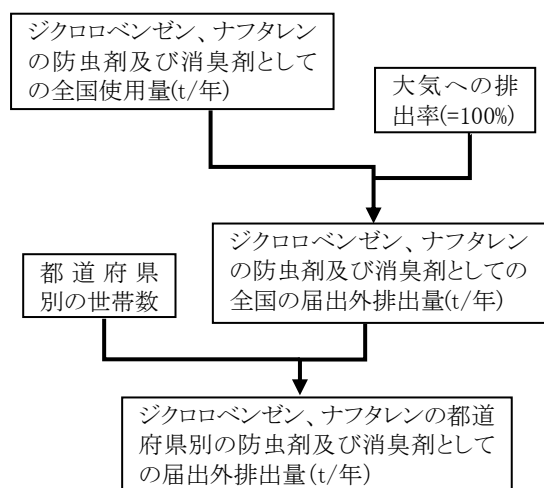 ジクロロベンゼン、ナフタレン
の防虫剤及び消臭剤として
の全国使用量(t/年)
大気への排
出率(=100%)
ジクロロベンゼン、ナフタレン
の防虫剤及び消臭剤としての
全国の届出外排出量(t/年)
都道府県
別の世帯数
ジクロロベンゼン、ナフタレンの都道
府県別の防虫剤及び消臭剤として
の届出外排出量(t/年)